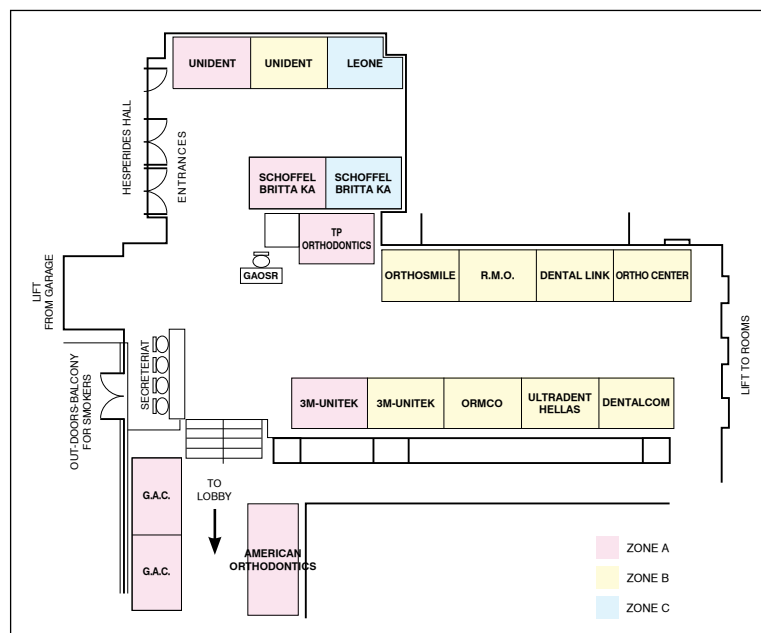 UNIDENT
UNIDENT
LEONE
HESPERIDES HALL
ENTRANCES
SCHOFFEL
BRITTA KA
SCHOFFEL
BRITTA KA
TP
ORTHODONTICS
GAOSR
ORTHOSMILE
R.M.O.
DENTAL LINK
ORTHO CENTER
LIFT
FROM GARAGE
LIFT TO ROOMS
SECRETERIAT
OUT-DOORS-BALCONY
FOR SMOKERS
3M-UNITEK
3M-UNITEK
ORMCO
ULTRADENT
HELLAS
DENTALCOM
G.A.C.
TO
LOBBY
G.A.C.
AMERICAN
ORTHODONTICS
ZONE A
ZONE B
ZONE C